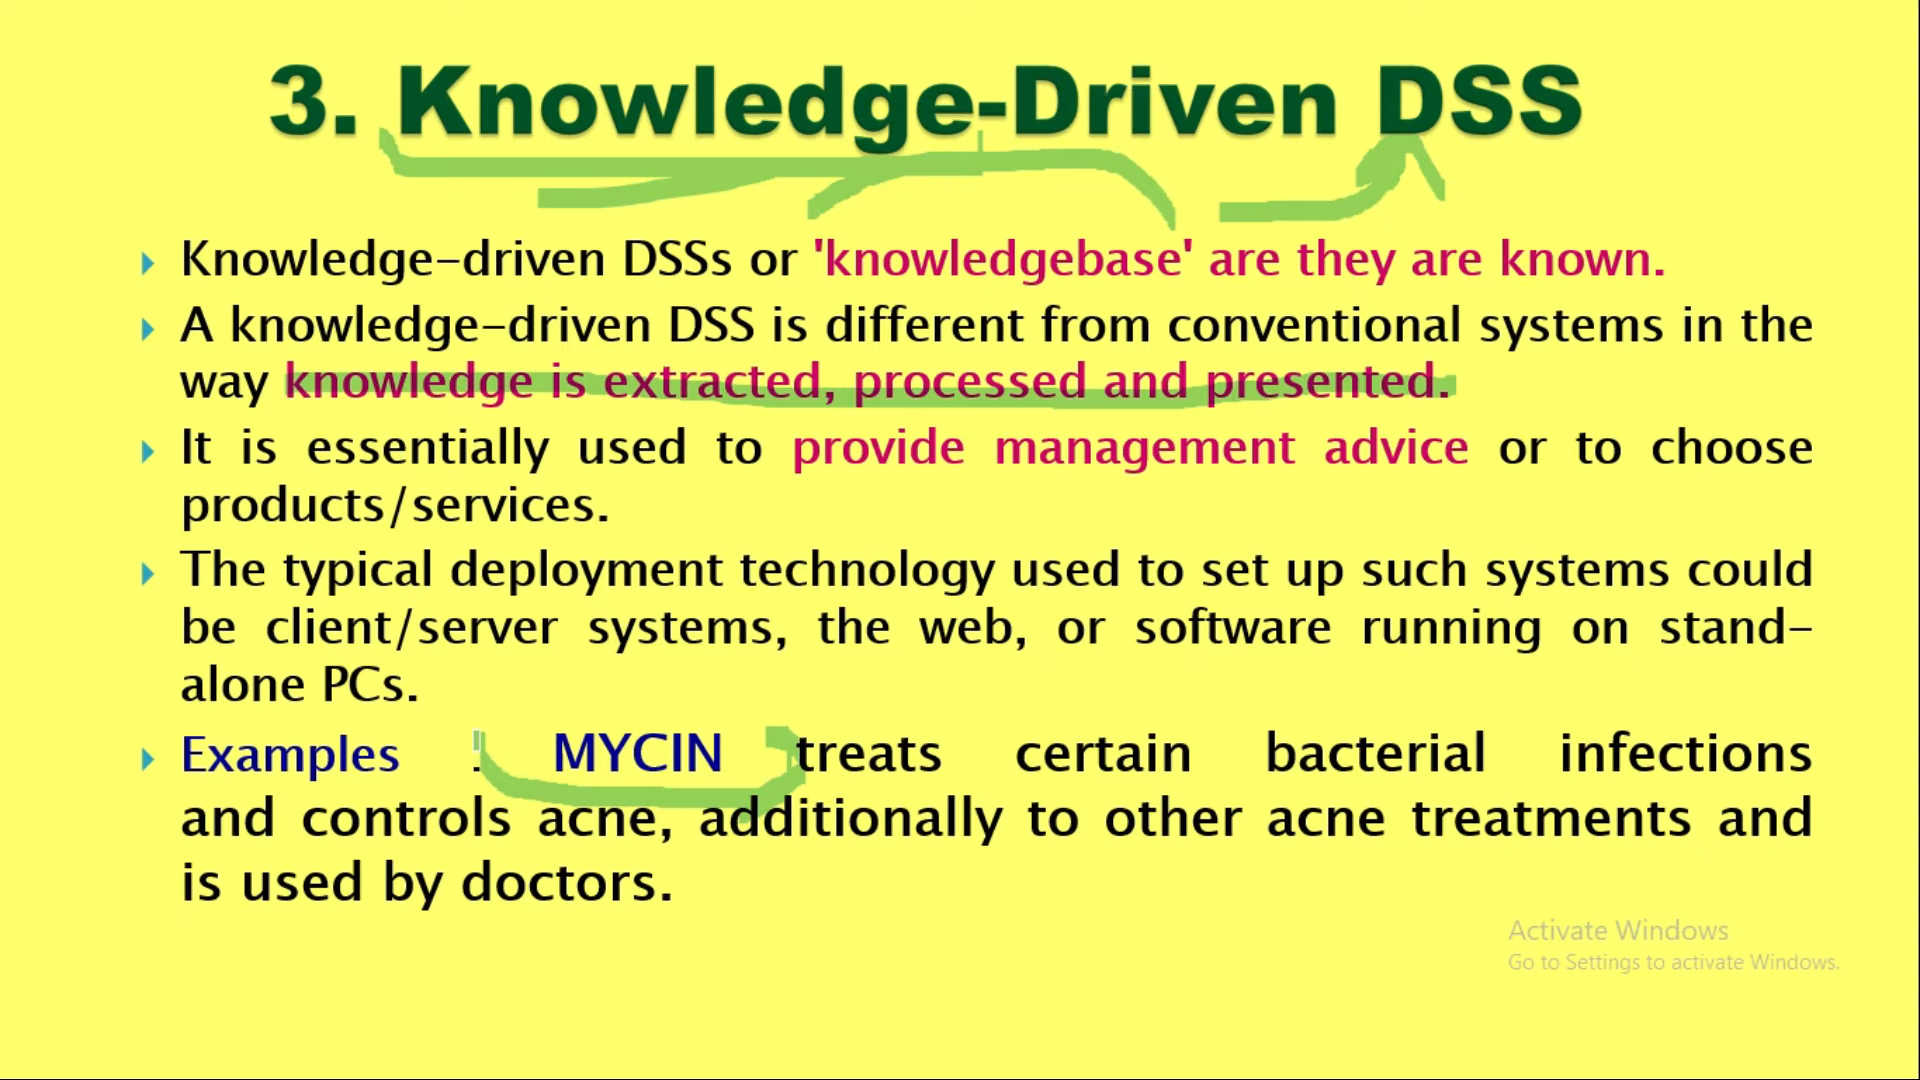 3. Knowledge-Driven DSS
Knowledge-driven DSSs or 'knowledgebase' are they are known.
A knowledge-driven DSS is different from conventional systems in the
way knowledge is extracted, processed and presented.
It is essentially used to provide management advice or to choose
products/services.
The typical deployment technology used to set up such systems could
be client/server systems, the web, or software running on stand-
alone PCs.
Examples : MYCIN treats certain bacterial infections
and controls acne, additionally to other acne treatments and
is used by doctors.
Activate Windows
Go to Settings to activate Windows.